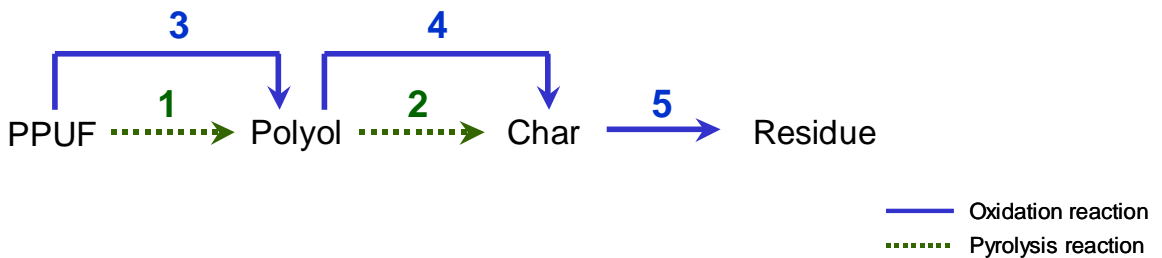 3 4
1 2 5
PPUF Polyol Char Residue
Oxidation reaction
Pyrolysis reaction